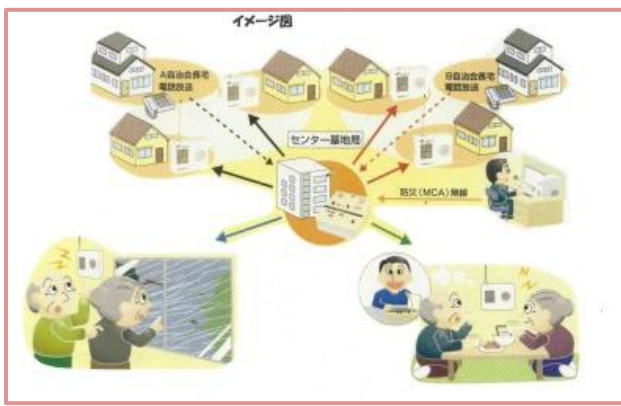 イメージ図
A自治会長宅
電話放送
B自治会長宅
電話放送
センター基地局
防災(MCA)無線